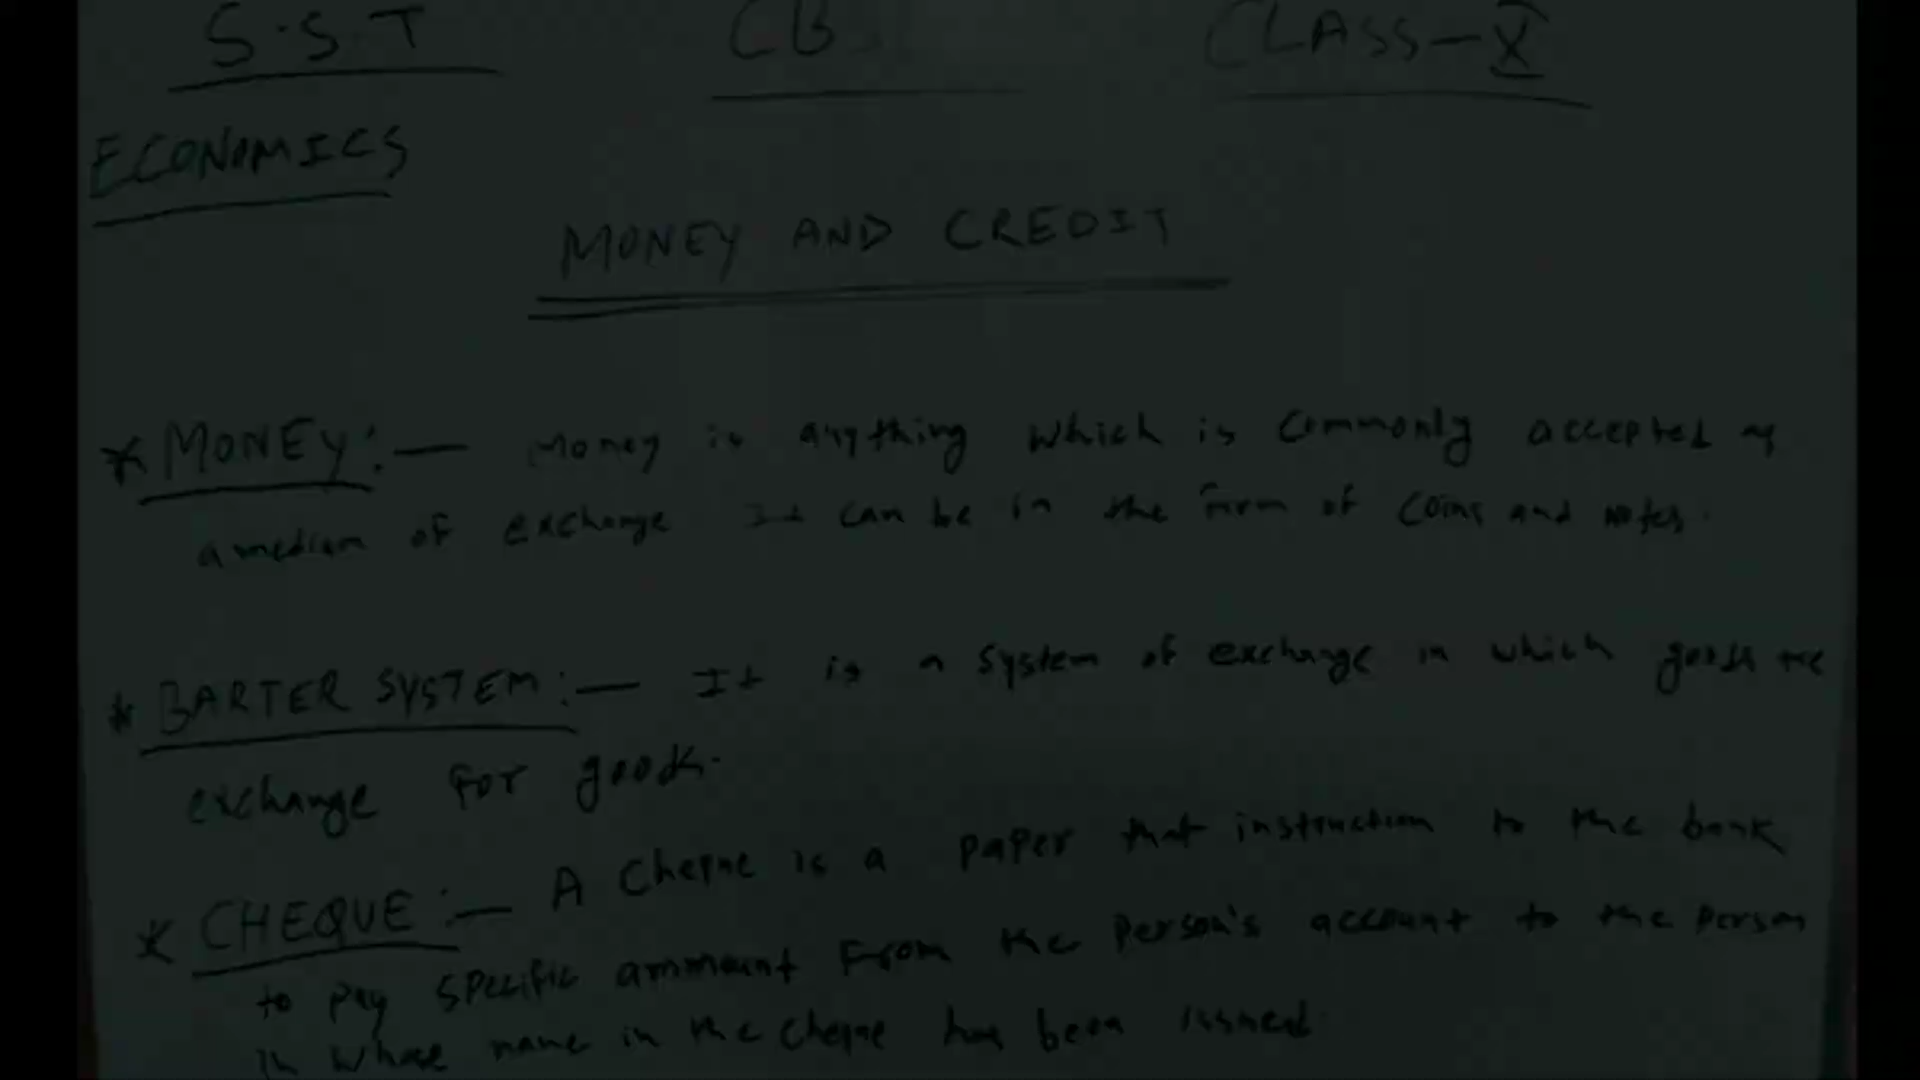 S.S.T CB CLASS-X
ECONOMICS
MONEY AND CREDIT
* MONEY:— Money is anything which is commonly accepted as
a medium of exchange It can be in the form of coins and notes.
* BARTER SYSTEM:— It is a system of exchange in which goods are
exchange for goods.
* CHEQUE:— A Cheque is a paper that instruction to the bank
to pay specific ammount From the Person's account to the Person
in whose name in the cheque has been issued